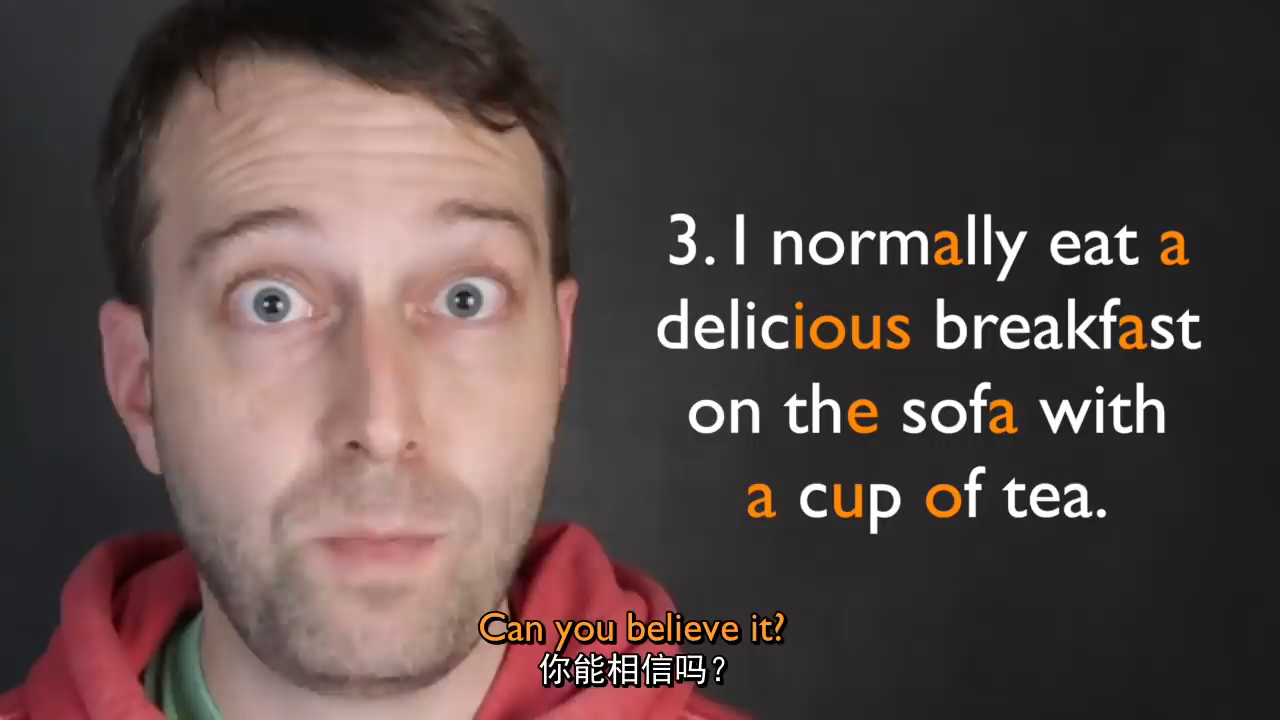 3. I normally eat a
delicious breakfast
on the sofa with
a cup of tea.
Can you believe it?
你能相信吗？